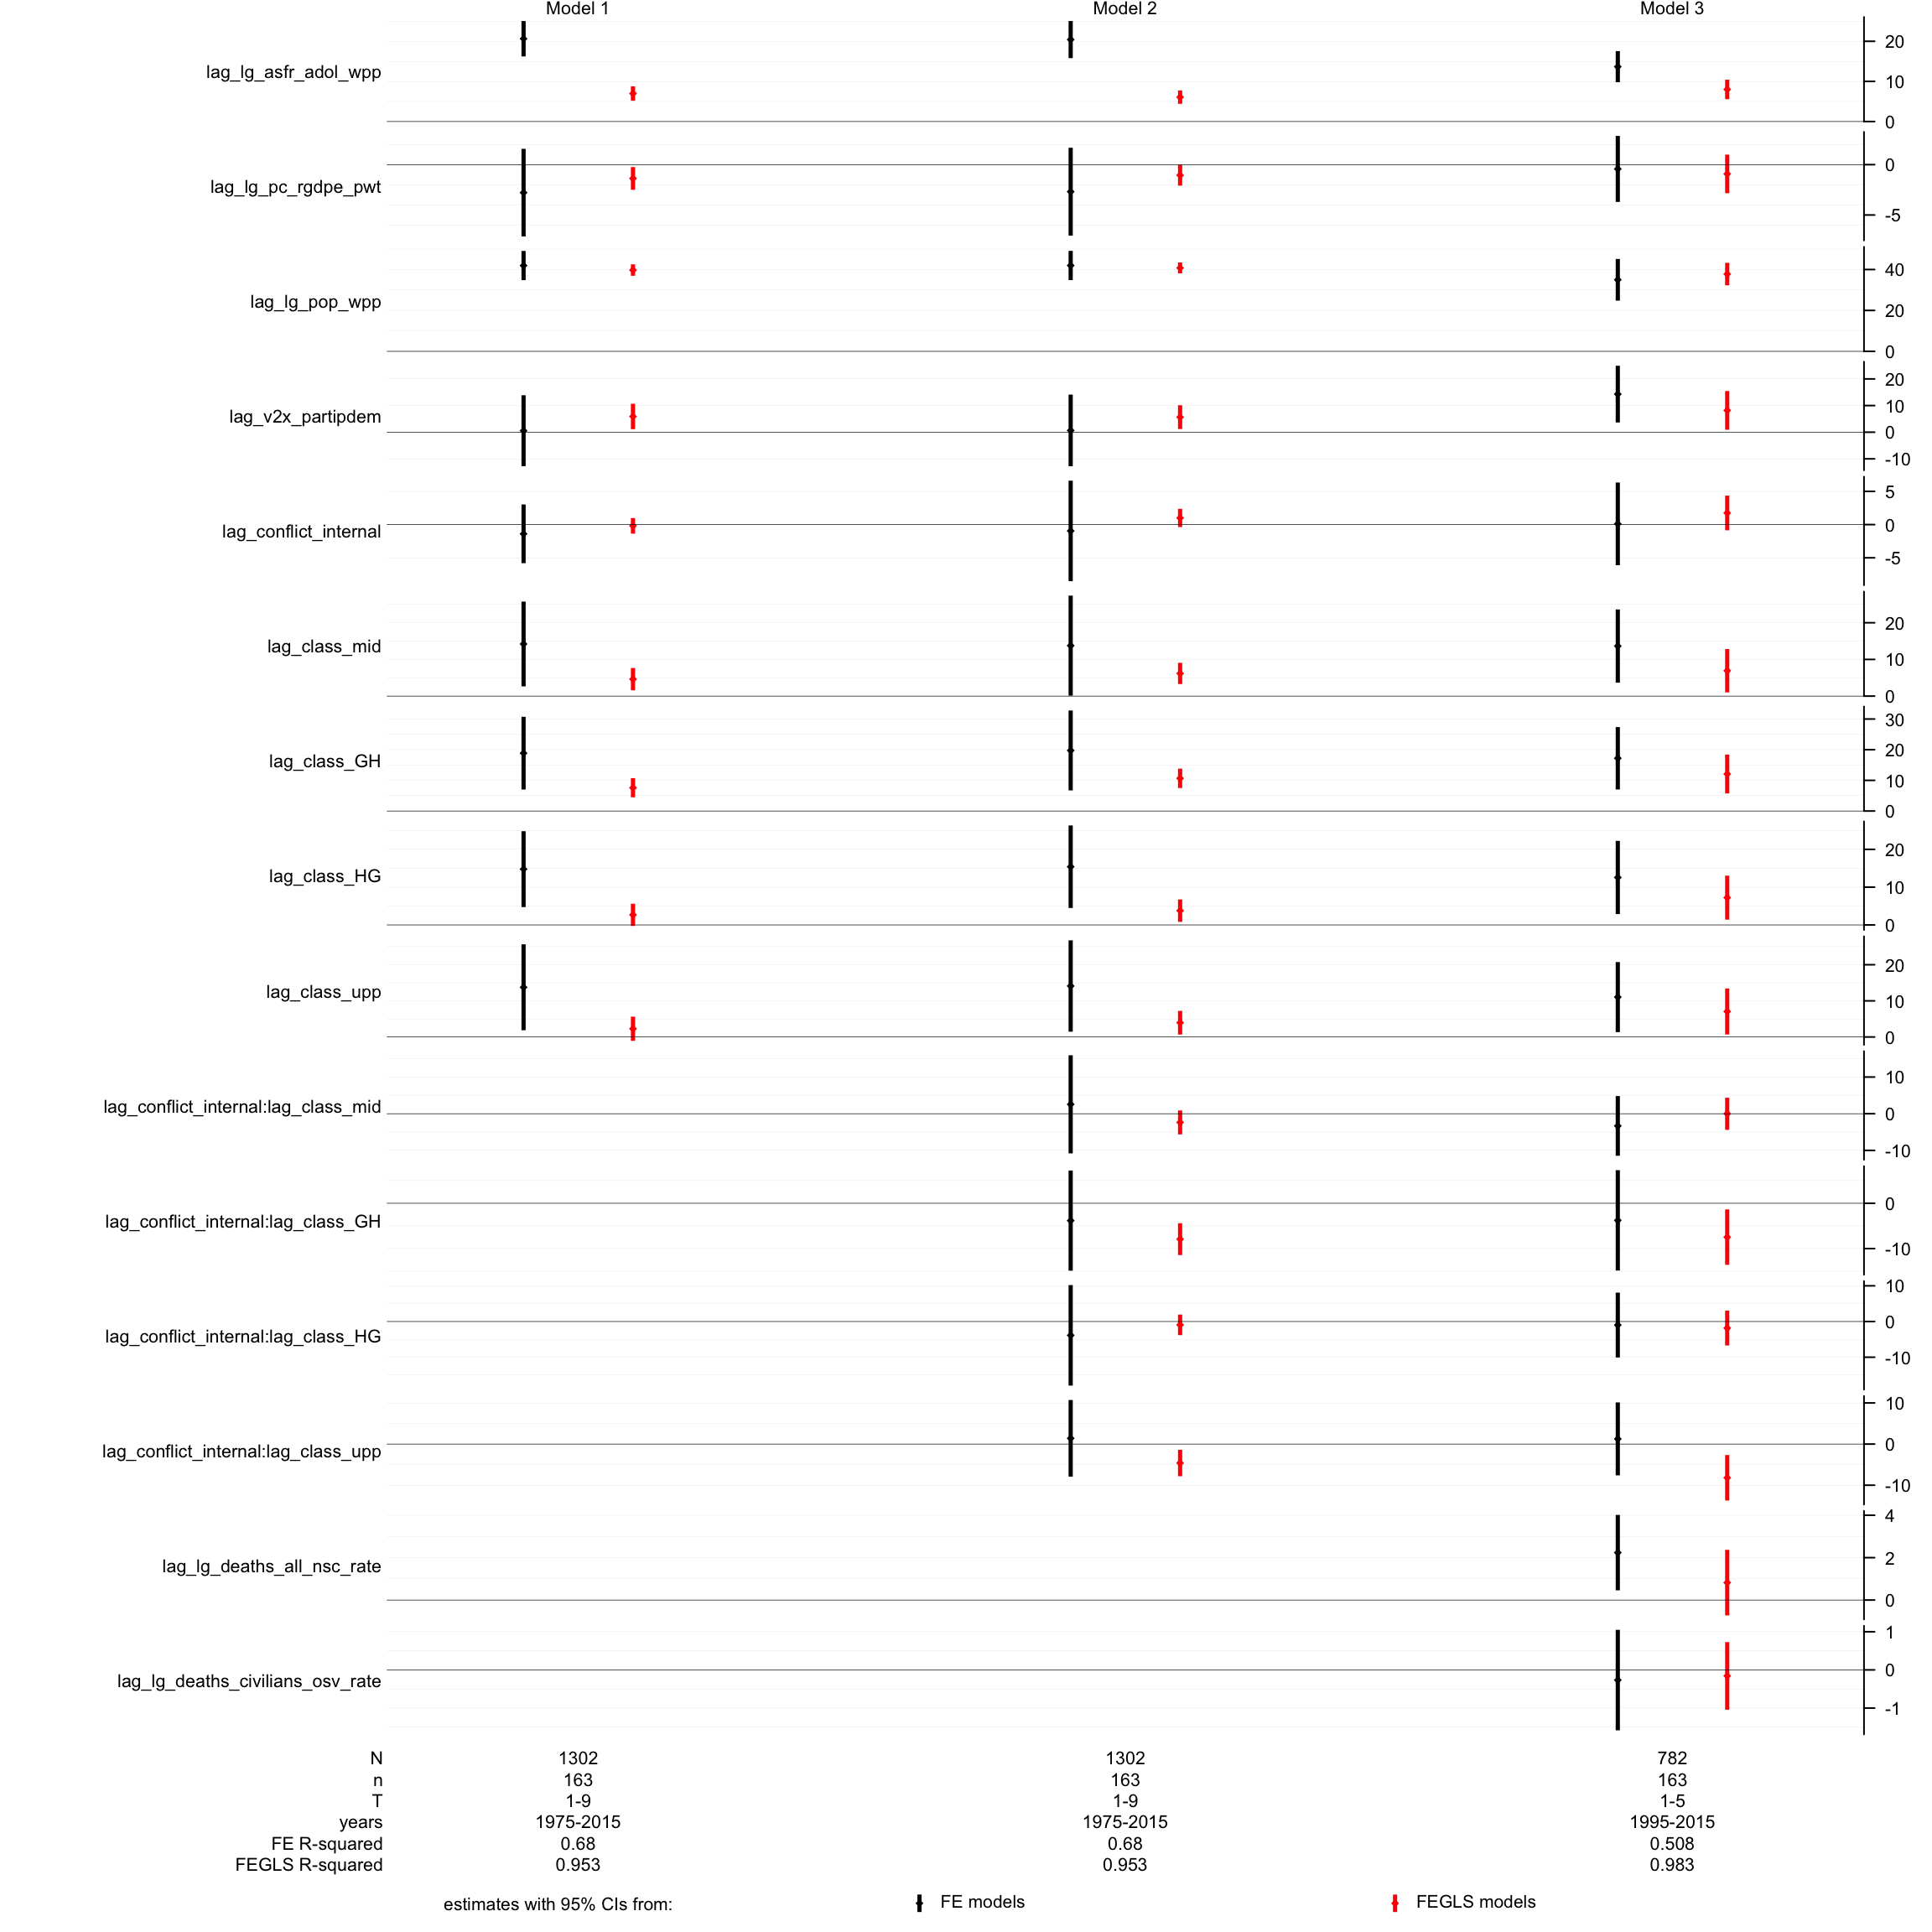 Model 1 Model 2 Model 3
20
lag_lg_asfr_adol_wpp
10
0
0
lag_lg_pc_rgdpe_pwt
-5
40
lag_lg_pop_wpp
20
0
20
10
lag_v2x_partipdem
0
-10
5
0
lag_conflict_internal
-5
20
lag_class_mid
10
0
30
20
lag_class_GH
10
0
20
lag_class_HG
10
0
20
lag_class_upp
10
0
10
lag_conflict_internal:lag_class_mid
0
-10
0
lag_conflict_internal:lag_class_GH
-10
10
0
lag_conflict_internal:lag_class_HG
-10
10
0
lag_conflict_internal:lag_class_upp
-10
4
2
lag_lg_deaths_all_nsc_rate
0
1
0
lag_lg_deaths_civilians_osv_rate
-1
N 1302 1302 782
n 163 163 163
T 1-9 1-9 1-5
years 1975-2015 1975-2015 1995-2015
FE R-squared 0.68 0.68 0.508
FEGLS R-squared 0.953 0.953 0.983
estimates with 95% CIs from: FE models FEGLS models